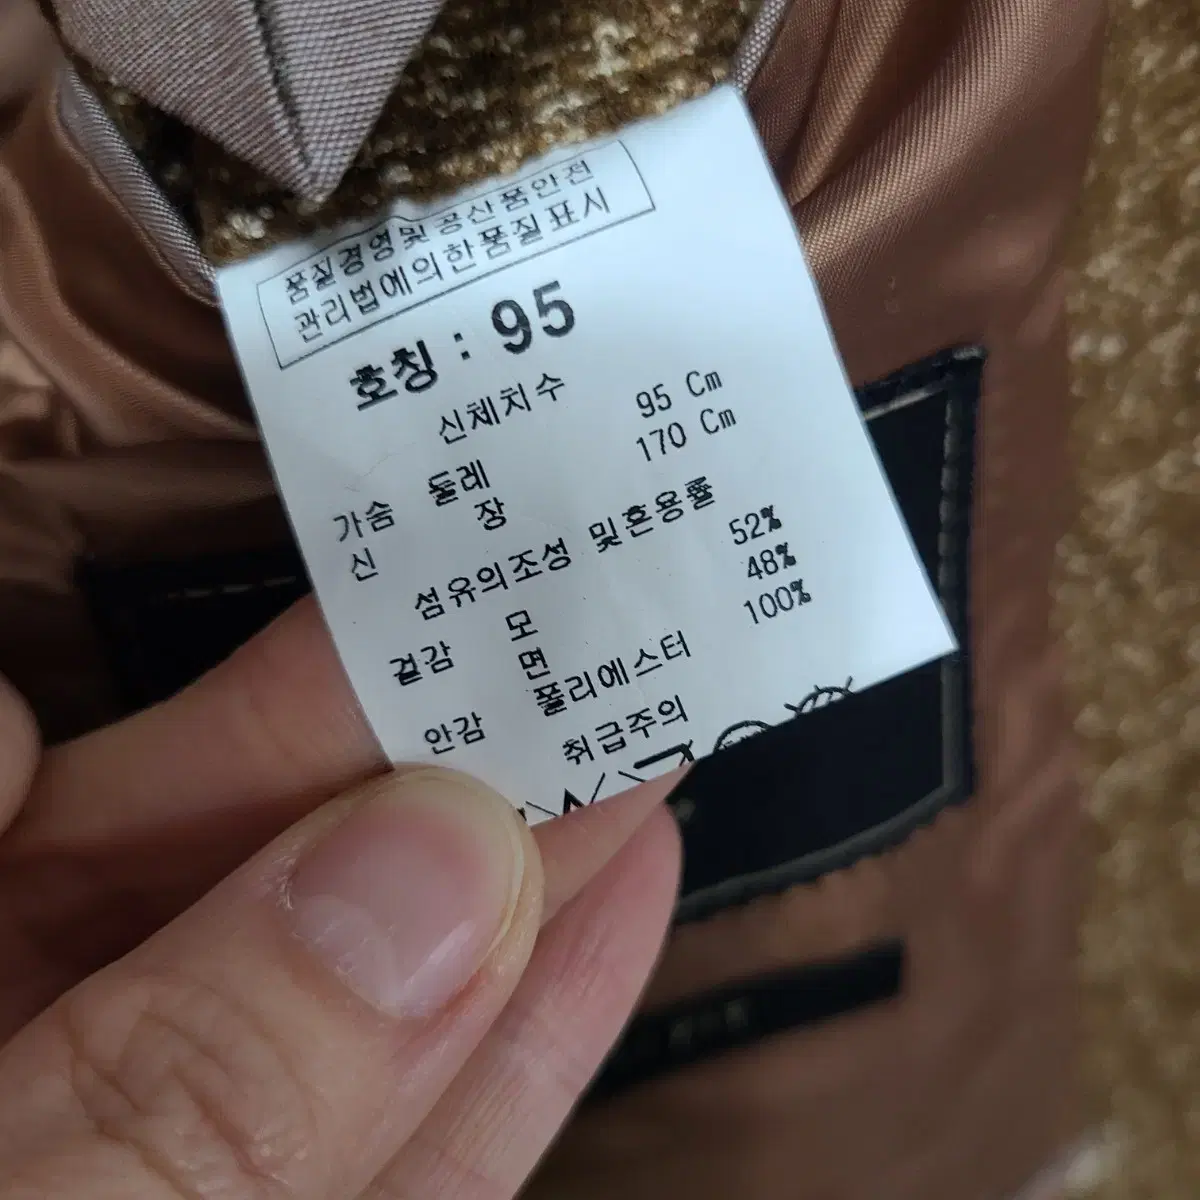 품질경영및공산품안전
관리법에의한품질표시
호칭 : 95
신체치수
가슴 둘레 95 Cm
신 장 170 Cm
섬유의조성 및혼용률
겉감 모 52%
면 48%
안감 폴리에스터 100%
취급주의